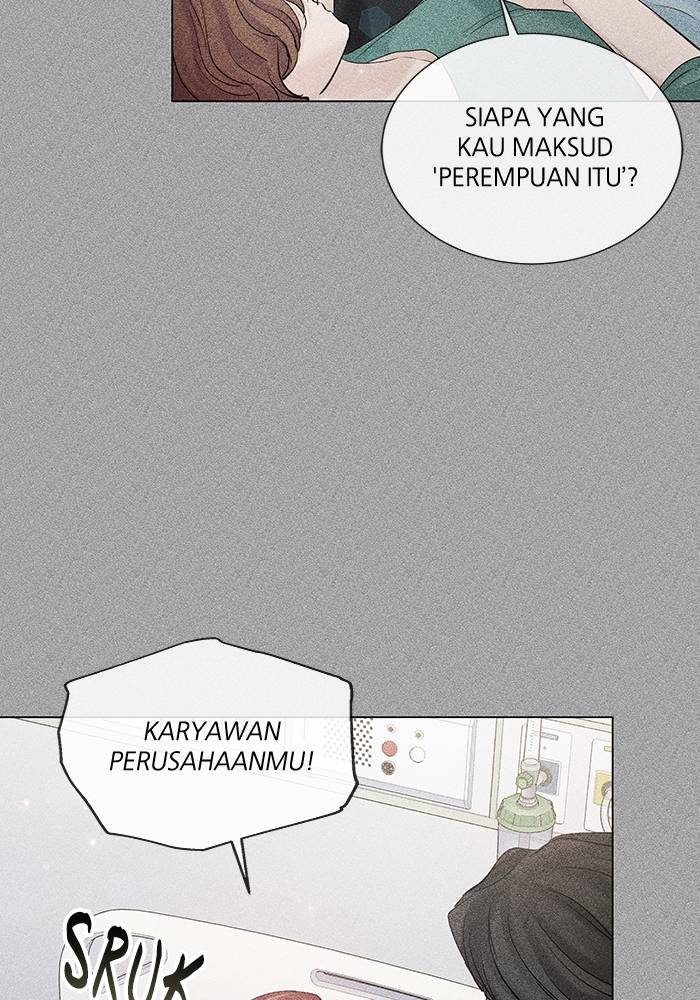 SIAPA YANG
KAU MAKSUD
'PEREMPUAN ITU'?
KARYAWAN
PERUSAHAANMU!
SRUK